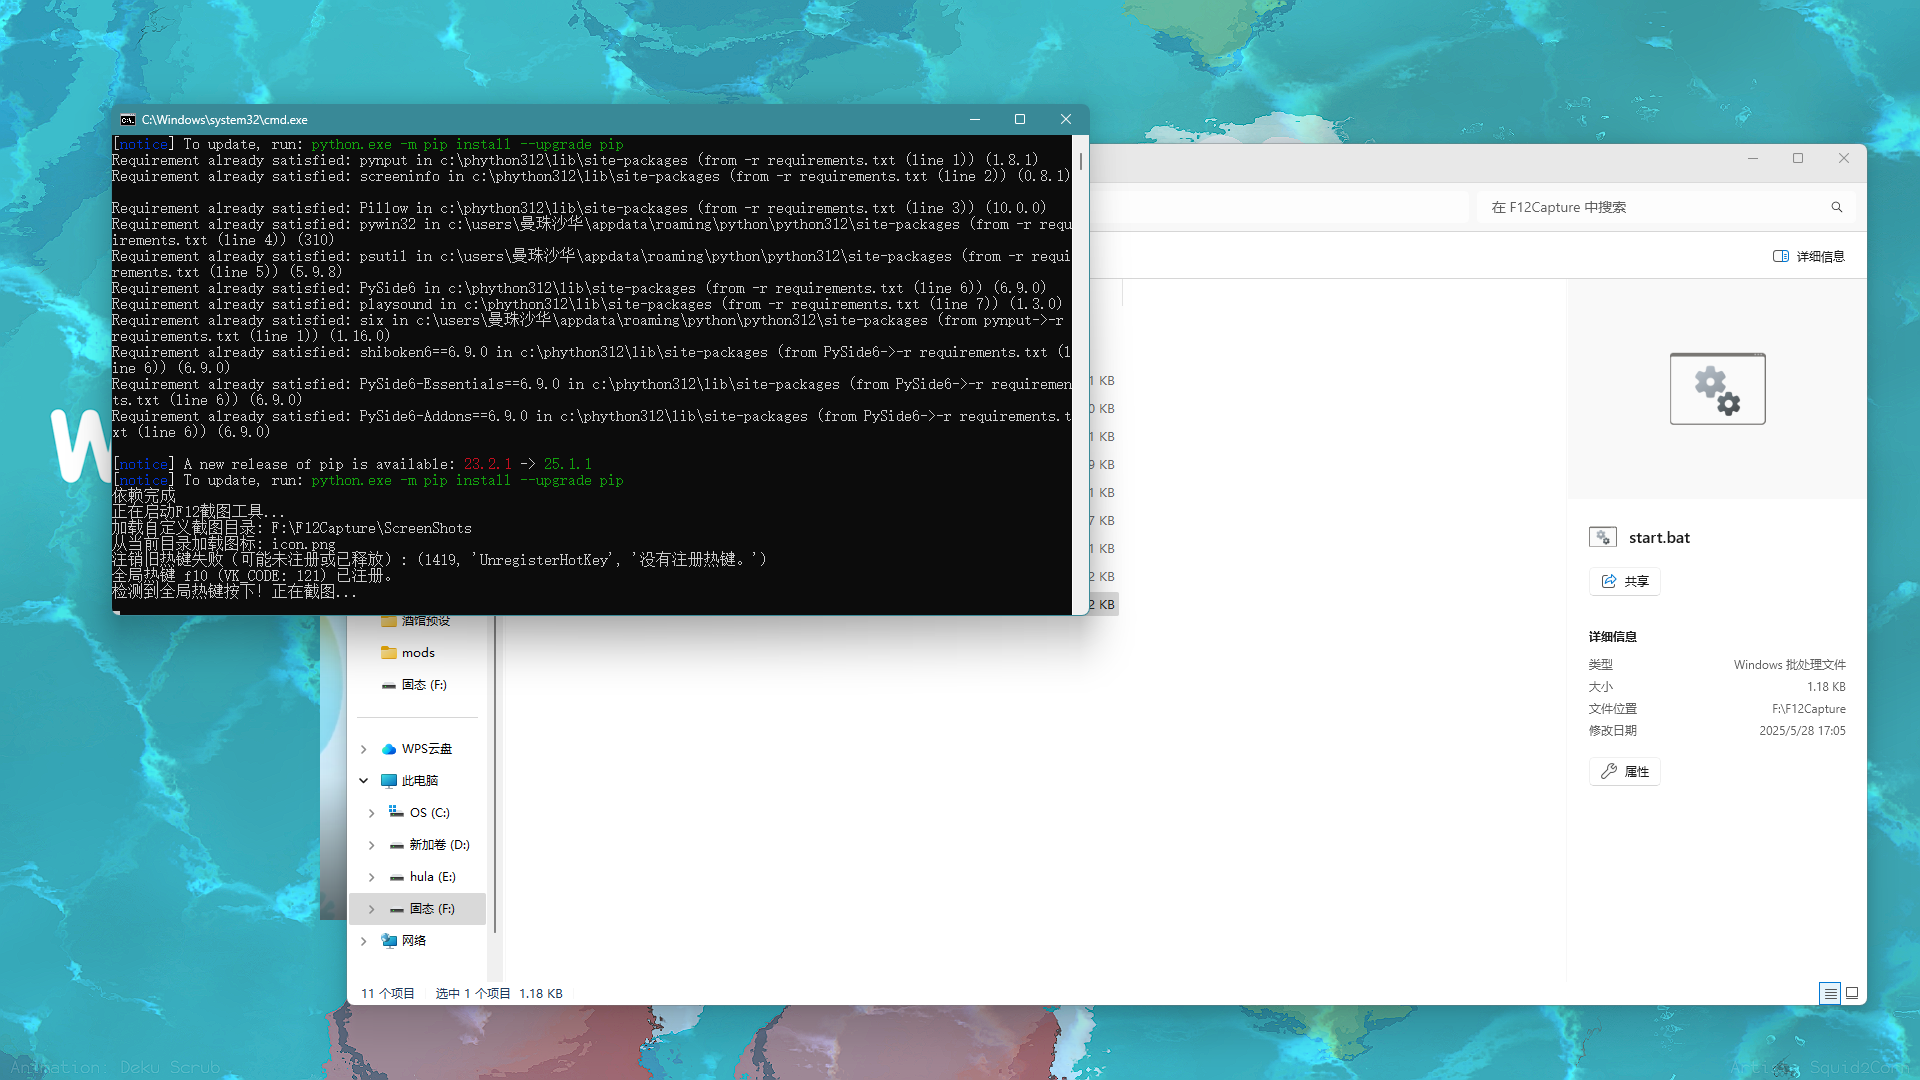 C:\Windows\system32\cmd.exe
[notice] To update, run: python.exe -m pip install --upgrade pip
Requirement already satisfied: pynput in c:\phython312\lib\site-packages (from -r requirements.txt (line 1)) (1.8.1)
Requirement already satisfied: screeninfo in c:\phython312\lib\site-packages (from -r requirements.txt (line 2)) (0.8.1)
Requirement already satisfied: Pillow in c:\phython312\lib\site-packages (from -r requirements.txt (line 3)) (10.0.0)
Requirement already satisfied: pywin32 in c:\users\曼珠沙华\appdata\roaming\python\python312\site-packages (from -r requ
irements.txt (line 4)) (310)
Requirement already satisfied: psutil in c:\users\曼珠沙华\appdata\roaming\python\python312\site-packages (from -r requi
rements.txt (line 5)) (5.9.8)
Requirement already satisfied: PySide6 in c:\phython312\lib\site-packages (from -r requirements.txt (line 6)) (6.9.0)
Requirement already satisfied: playsound in c:\phython312\lib\site-packages (from -r requirements.txt (line 7)) (1.3.0)
Requirement already satisfied: six in c:\users\曼珠沙华\appdata\roaming\python\python312\site-packages (from pynput->-r
requirements.txt (line 1)) (1.16.0)
Requirement already satisfied: shiboken6==6.9.0 in c:\phython312\lib\site-packages (from PySide6->-r requirements.txt (l
ine 6)) (6.9.0)
Requirement already satisfied: PySide6-Essentials==6.9.0 in c:\phython312\lib\site-packages (from PySide6->-r requiremen
ts.txt (line 6)) (6.9.0)
Requirement already satisfied: PySide6-Addons==6.9.0 in c:\phython312\lib\site-packages (from PySide6->-r requirements.t
xt (line 6)) (6.9.0)
[notice] A new release of pip is available: 23.2.1 -> 25.1.1
[notice] To update, run: python.exe -m pip install --upgrade pip
依赖完成
正在启动F12截图工具...
加载自定义截图目录: F:\F12Capture\ScreenShots
从当前目录加载图标: icon.png
注销旧热键失败（可能未注册或已释放）: (1419, 'UnregisterHotKey', '没有注册热键。')
全局热键 f10 (VK_CODE: 121) 已注册。
检测到全局热键按下! 正在截图...
W
在 F12Capture 中搜索
详细信息
1 KB
0 KB
1 KB
9 KB
1 KB
7 KB
1 KB
2 KB
2 KB
酒馆预设
mods
固态 (F:)
WPS云盘
此电脑
OS (C:)
新加卷 (D:)
hula (E:)
固态 (F:)
网络
11 个项目
选中 1 个项目 1.18 KB
start.bat
共享
详细信息
类型 Windows 批处理文件
大小 1.18 KB
文件位置 F:\F12Capture
修改日期 2025/5/28 17:05
属性
Animation: Deku Scrub